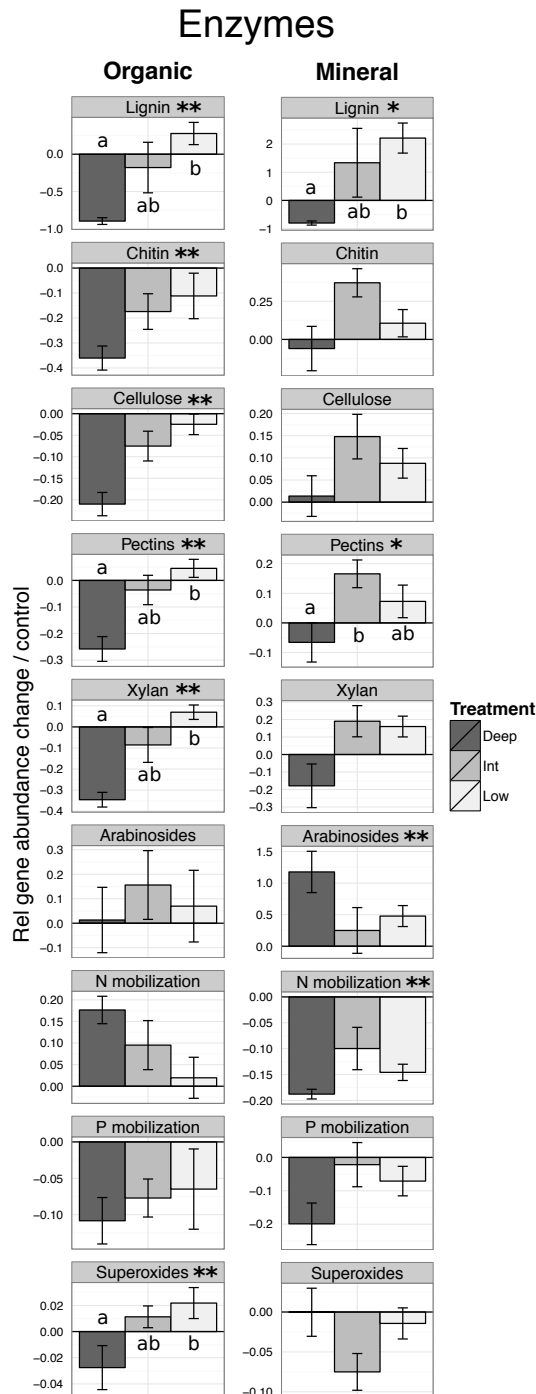 Enzymes
Organic
Mineral
Rel gene abundance change / control
Lignin **
0.0
−0.5
−1.0
a
ab
b
Lignin *
2
1
0
−1
a
ab
b
Chitin **
0.0
−0.1
−0.2
−0.3
−0.4
Chitin
0.25
0.00
Cellulose **
0.00
−0.05
−0.10
−0.15
−0.20
Cellulose
0.20
0.15
0.10
0.05
0.00
Pectins **
0.0
−0.1
−0.2
−0.3
a
ab
b
Pectins *
0.2
0.1
0.0
−0.1
a
b
ab
Xylan **
0.1
0.0
−0.1
−0.2
−0.3
−0.4
a
ab
b
Xylan
0.3
0.2
0.1
0.0
−0.1
−0.2
−0.3
Treatment
Deep
Int
Low
Arabinosides
0.3
0.2
0.1
0.0
−0.1
Arabinosides **
1.5
1.0
0.5
0.0
N mobilization
0.20
0.15
0.10
0.05
0.00
N mobilization **
0.00
−0.05
−0.10
−0.15
−0.20
P mobilization
0.00
−0.05
−0.10
P mobilization
0.0
−0.1
−0.2
Superoxides **
0.02
0.00
−0.02
−0.04
a
ab
b
Superoxides
0.00
−0.05
−0.10